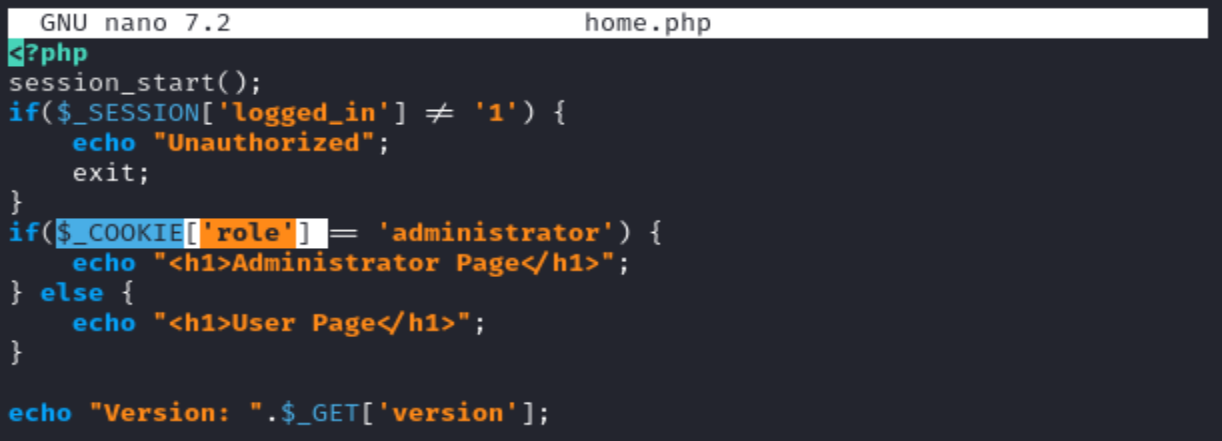 GNU nano 7.2 home.php
<?php
session_start();
if($_SESSION['logged_in'] ≠ '1') {
    echo "Unauthorized";
    exit;
}
if($_COOKIE['role'] == 'administrator') {
    echo "<h1>Administrator Page</h1>";
} else {
    echo "<h1>User Page</h1>";
}
echo "Version: ".$_GET['version'];